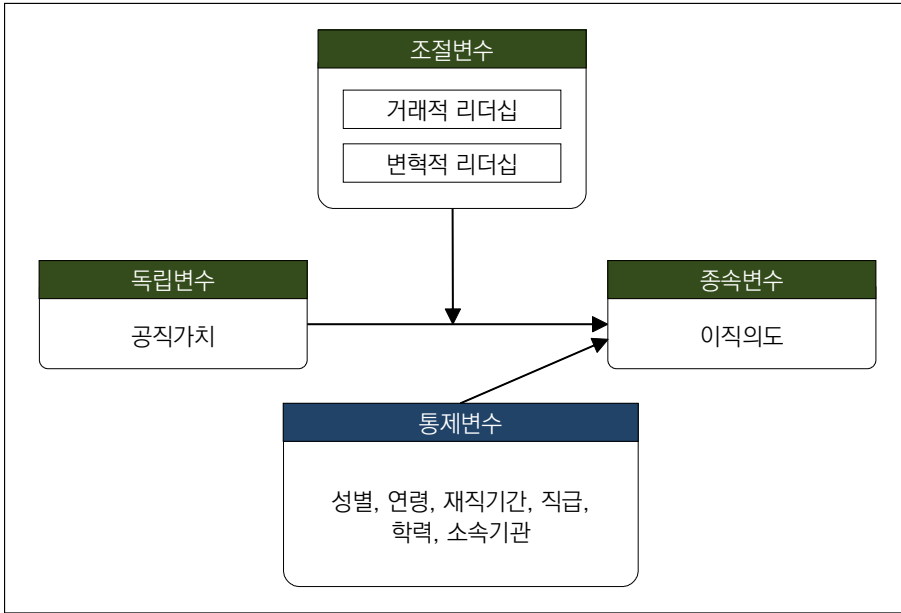 조절변수
거래적 리더십
변혁적 리더십
독립변수
공직가치
종속변수
이직의도
통제변수
성별, 연령, 재직기간, 직급,
학력, 소속기관